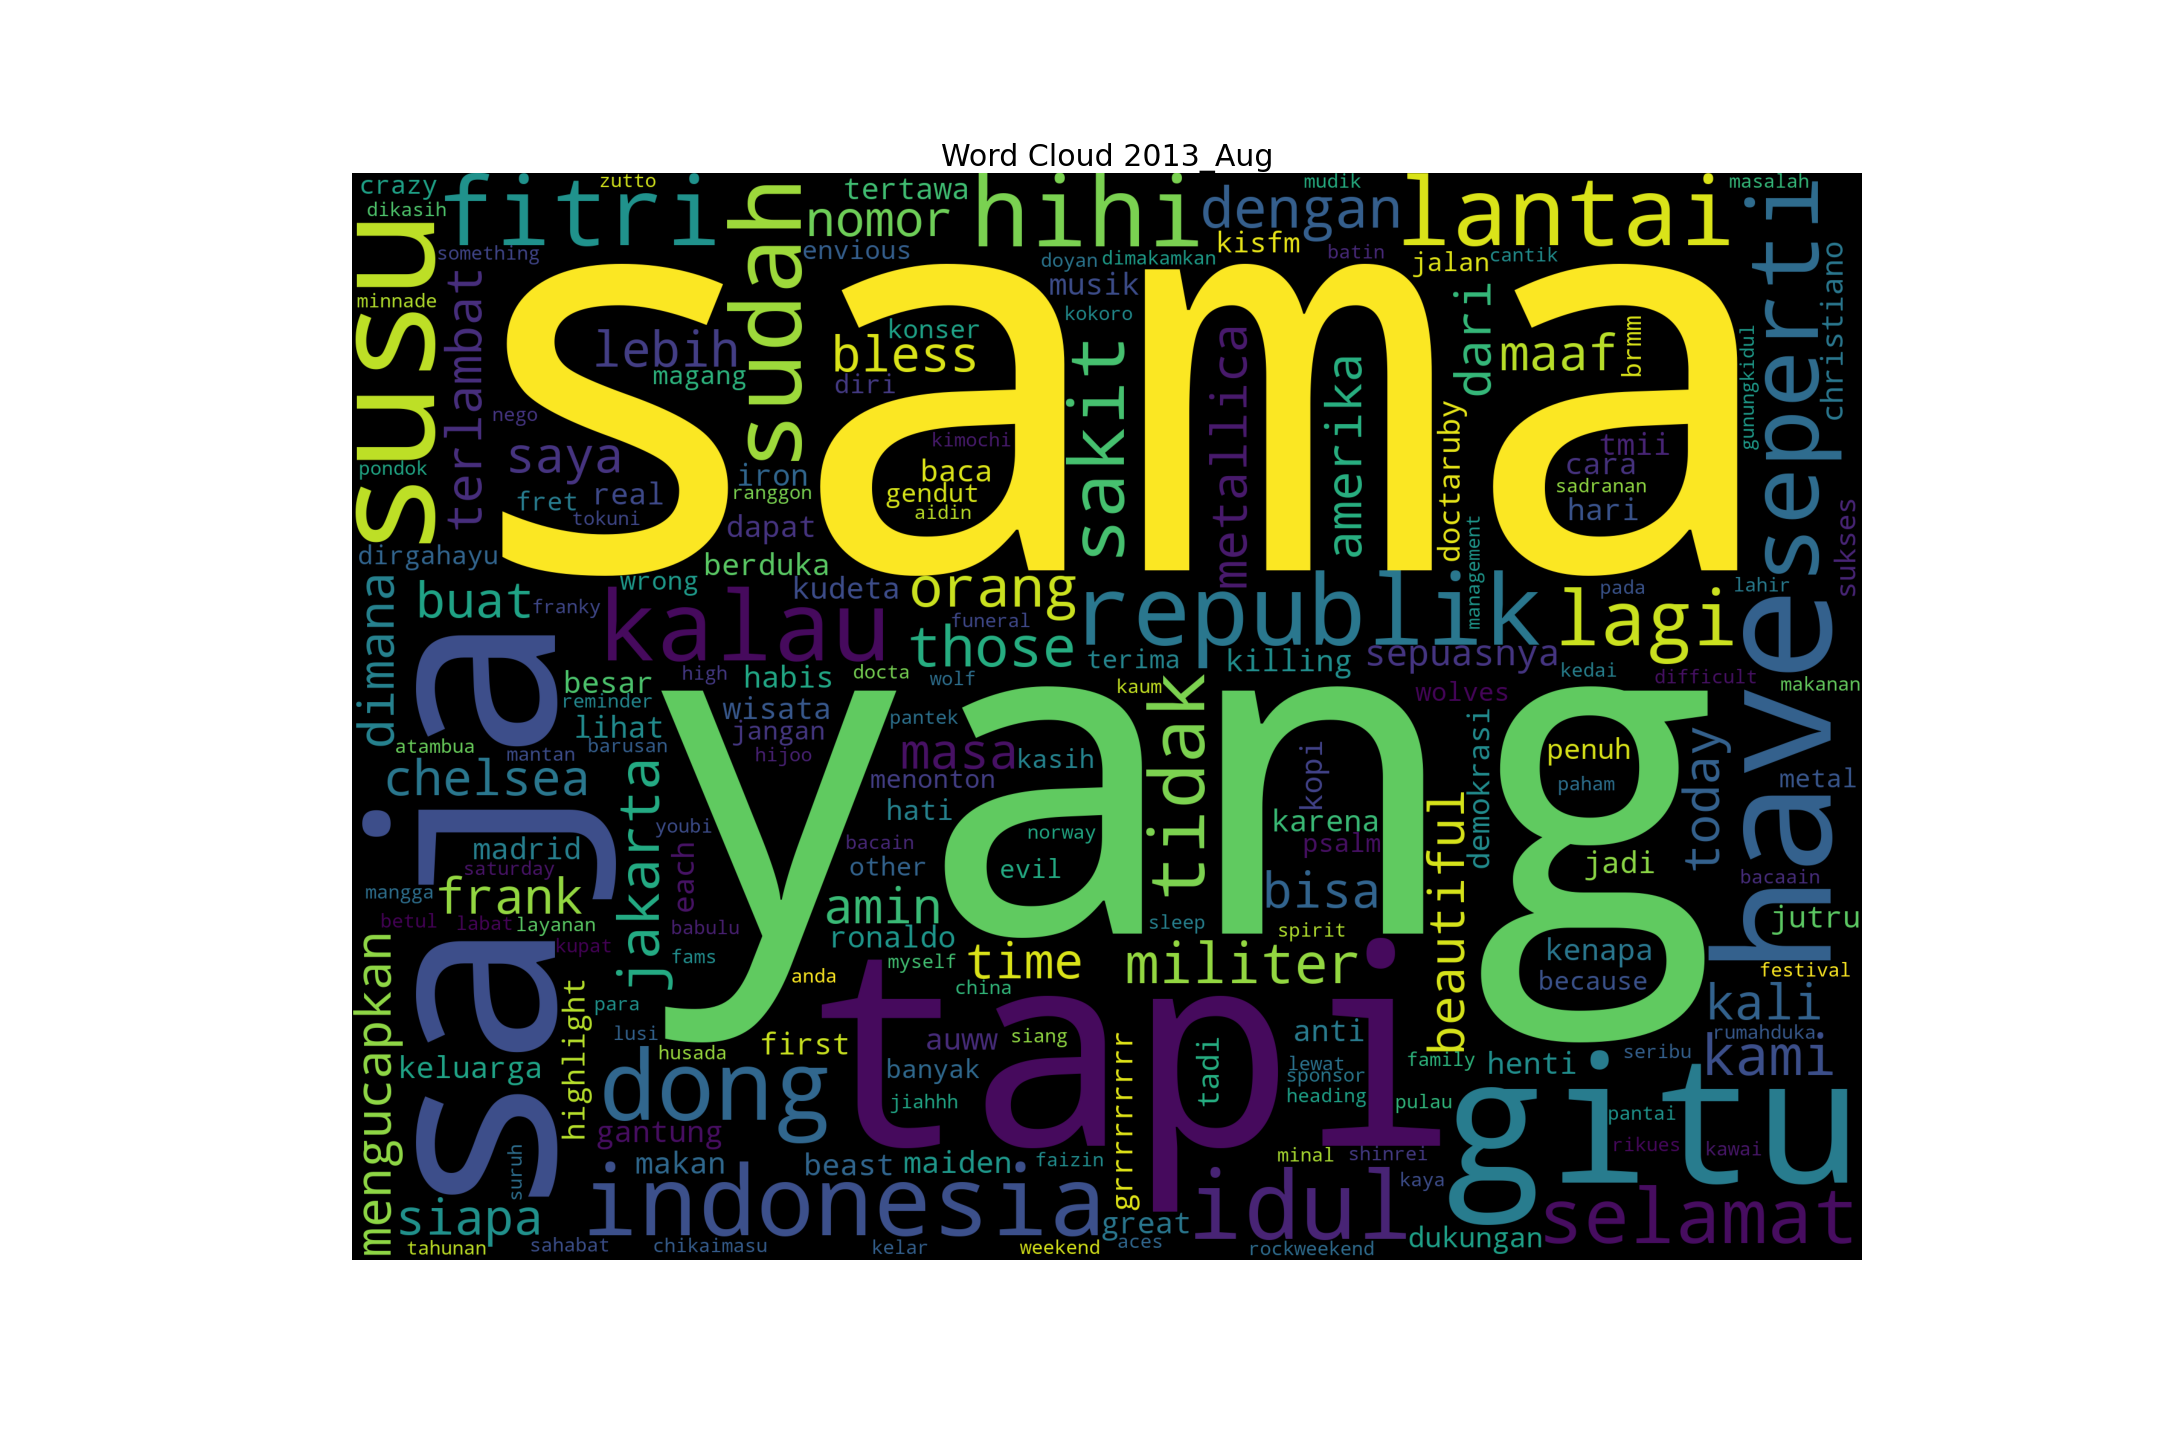 Word Cloud 2013_Aug
crazy
zutto
dikasih
fitri
susu
something
minnade
terlambat
sudah
tertawa
nomor
envious
hihi
mudik
dengan
kisfm
doyan
dimakamkan
batin
lantai
jalan
cantik
masalah
seperti
christiano
sama
lebih
magang
konser
bless
diri
musik
kokoro
sakit
metallica
amerika
dari
maaf
brmm
gunungkidul
nego
saya
pondok
fret
real
tokuni
iron
ranggon
kimochi
baca
gendut
aidin
doctaruby
tmii
cara
sadranan
hari
sukses
dirgahayu
dapat
berduka
wrong
kudeta
orang
management
pada
lahir
dimana
buat
franky
kalau
funeral
those
republik
lagi
have
terima
killing
sepuasnya
kedai
difficult
makanan
saja
besar
high
habis
docta
wolf
kaum
wolves
reminder
lihat
wisata
jangan
pantek
yang
atambua
mantan
barusan
hijoo
masa
kasih
tidak
kopi
demokrasi
penuh
today
metal
chelsea
jakarta
menonton
hati
paham
youbi
norway
karena
madrid
saturday
bacain
psalm
beautiful
jadi
each
other
evil
bacaain
mangga
frank
bisa
jutru
betul
labat
layanan
babulu
amin
sleep
spirit
kupat
fams
ronaldo
kenapa
myself
time
militer
festival
mengucapkan
anda
china
because
highlight
para
tapi
kali
lusi
first
auww
siang
anti
rumahduka
husada
tadi
lewat
family
henti
seribu
kami
keluarga
dong
banyak
sponsor
jiahhh
grrrrrrrrrr
heading
pulau
gitu
pantai
gantung
suruh
makan
beast
maiden
faizin
minal
shinrei
rikues
kawai
siapa
indonesia
idul
kaya
selamat
great
dukungan
tahunan
sahabat
chikaimasu
kelar
weekend
aces
rockweekend